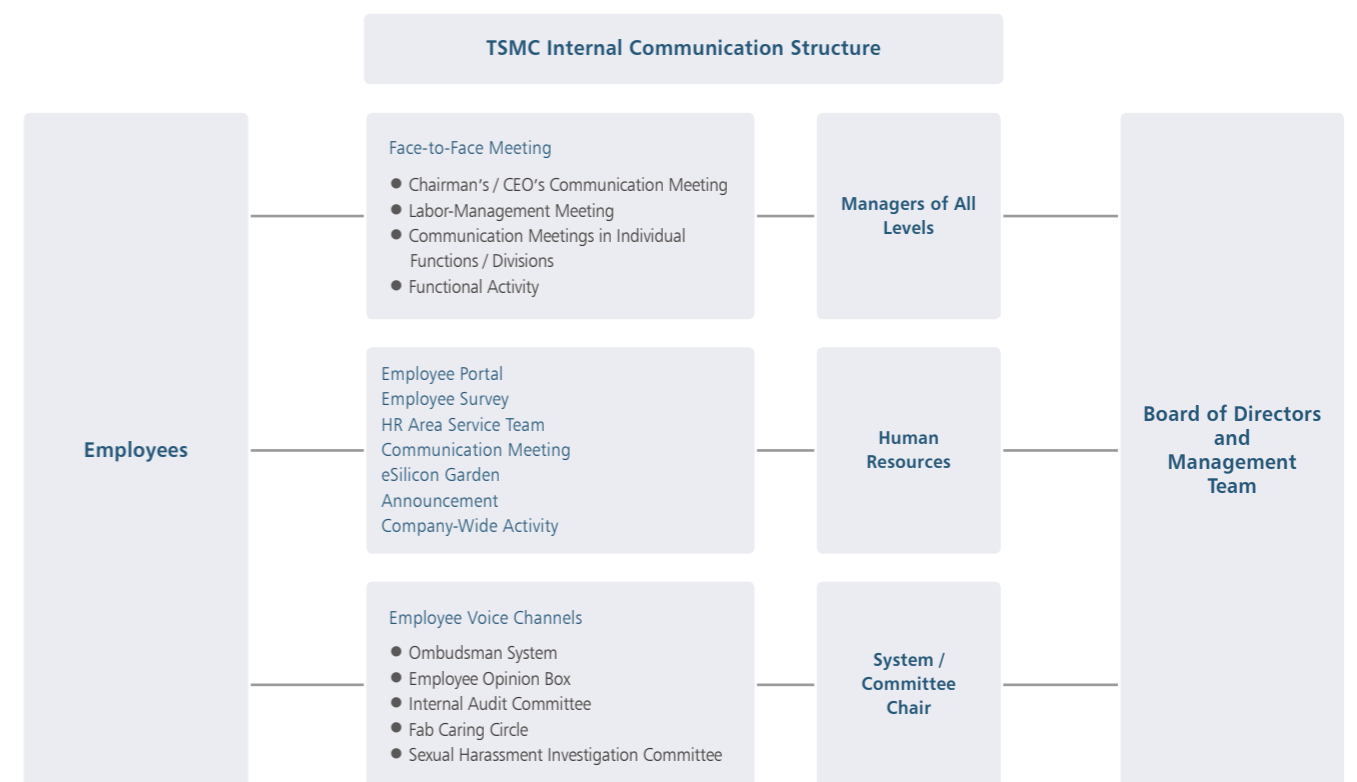 TSMC Internal Communication Structure
Employees
Face-to-Face Meeting
● Chairman's / CEO's Communication Meeting
● Labor-Management Meeting
● Communication Meetings in Individual
Functions / Divisions
● Functional Activity
Managers of All
Levels
Employee Portal
Employee Survey
HR Area Service Team
Communication Meeting
eSilicon Garden
Announcement
Company-Wide Activity
Human
Resources
Employee Voice Channels
● Ombudsman System
● Employee Opinion Box
● Internal Audit Committee
● Fab Caring Circle
● Sexual Harassment Investigation Committee
System /
Committee
Chair
Board of Directors
and
Management
Team